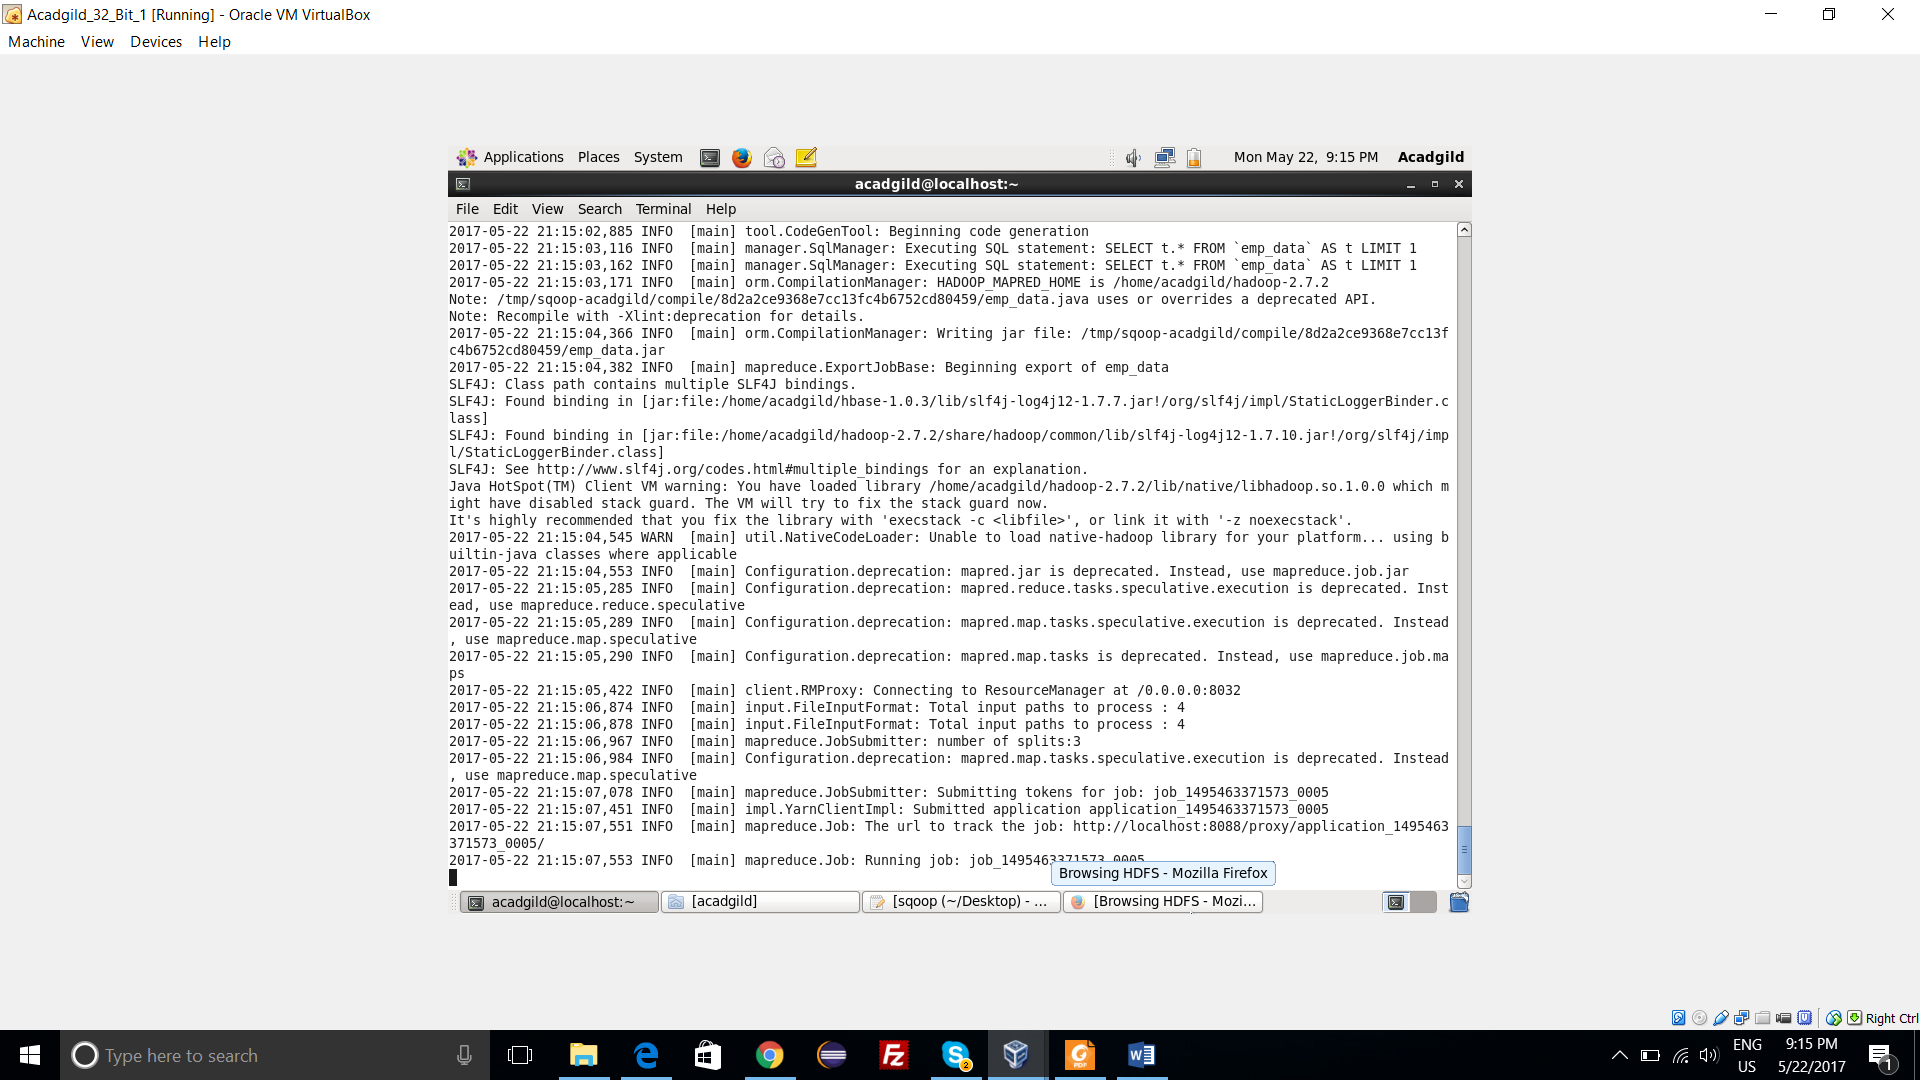 Acadgild_32_Bit_1 [Running] - Oracle VM VirtualBox
Machine View Devices Help
Applications Places System Mon May 22, 9:15 PM Acadgild
acadgild@localhost:~
File Edit View Search Terminal Help
2017-05-22 21:15:02,885 INFO  [main] tool.CodeGenTool: Beginning code generation
2017-05-22 21:15:03,116 INFO  [main] manager.SqlManager: Executing SQL statement: SELECT t.* FROM `emp_data` AS t LIMIT 1
2017-05-22 21:15:03,162 INFO  [main] manager.SqlManager: Executing SQL statement: SELECT t.* FROM `emp_data` AS t LIMIT 1
2017-05-22 21:15:03,171 INFO  [main] orm.CompilationManager: HADOOP_MAPRED_HOME is /home/acadgild/hadoop-2.7.2
Note: /tmp/sqoop-acadgild/compile/8d2a2ce9368e7cc13fc4b6752cd80459/emp_data.java uses or overrides a deprecated API.
Note: Recompile with -Xlint:deprecation for details.
2017-05-22 21:15:04,366 INFO  [main] orm.CompilationManager: Writing jar file: /tmp/sqoop-acadgild/compile/8d2a2ce9368e7cc13f
c4b6752cd80459/emp_data.jar
2017-05-22 21:15:04,382 INFO  [main] mapreduce.ExportJobBase: Beginning export of emp_data
SLF4J: Class path contains multiple SLF4J bindings.
SLF4J: Found binding in [jar:file:/home/acadgild/hbase-1.0.3/lib/slf4j-log4j12-1.7.7.jar!/org/slf4j/impl/StaticLoggerBinder.c
lass]
SLF4J: Found binding in [jar:file:/home/acadgild/hadoop-2.7.2/share/hadoop/common/lib/slf4j-log4j12-1.7.10.jar!/org/slf4j/imp
l/StaticLoggerBinder.class]
SLF4J: See http://www.slf4j.org/codes.html#multiple_bindings for an explanation.
Java HotSpot(TM) Client VM warning: You have loaded library /home/acadgild/hadoop-2.7.2/lib/native/libhadoop.so.1.0.0 which m
ight have disabled stack guard. The VM will try to fix the stack guard now.
It's highly recommended that you fix the library with 'execstack -c <libfile>', or link it with '-z noexecstack'.
2017-05-22 21:15:04,545 WARN  [main] util.NativeCodeLoader: Unable to load native-hadoop library for your platform... using b
uiltin-java classes where applicable
2017-05-22 21:15:04,553 INFO  [main] Configuration.deprecation: mapred.jar is deprecated. Instead, use mapreduce.job.jar
2017-05-22 21:15:05,285 INFO  [main] Configuration.deprecation: mapred.reduce.tasks.speculative.execution is deprecated. Inst
ead, use mapreduce.reduce.speculative
2017-05-22 21:15:05,289 INFO  [main] Configuration.deprecation: mapred.map.tasks.speculative.execution is deprecated. Instead
, use mapreduce.map.speculative
2017-05-22 21:15:05,290 INFO  [main] Configuration.deprecation: mapred.map.tasks is deprecated. Instead, use mapreduce.job.ma
ps
2017-05-22 21:15:05,422 INFO  [main] client.RMProxy: Connecting to ResourceManager at /0.0.0.0:8032
2017-05-22 21:15:06,874 INFO  [main] input.FileInputFormat: Total input paths to process : 4
2017-05-22 21:15:06,878 INFO  [main] input.FileInputFormat: Total input paths to process : 4
2017-05-22 21:15:06,967 INFO  [main] mapreduce.JobSubmitter: number of splits:3
2017-05-22 21:15:06,984 INFO  [main] Configuration.deprecation: mapred.map.tasks.speculative.execution is deprecated. Instead
, use mapreduce.map.speculative
2017-05-22 21:15:07,078 INFO  [main] mapreduce.JobSubmitter: Submitting tokens for job: job_1495463371573_0005
2017-05-22 21:15:07,451 INFO  [main] impl.YarnClientImpl: Submitted application application_1495463371573_0005
2017-05-22 21:15:07,551 INFO  [main] mapreduce.Job: The url to track the job: http://localhost:8088/proxy/application_1495463
371573_0005/
2017-05-22 21:15:07,553 INFO  [main] mapreduce.Job: Running job: job_1495463371573_0005
Browsing HDFS - Mozilla Firefox
acadgild@localhost:~ [acadgild] [sqoop (~/Desktop) - ... [Browsing HDFS - Mozi...
Right Ctrl
Type here to search
ENG
US
9:15 PM
5/22/2017
2
1